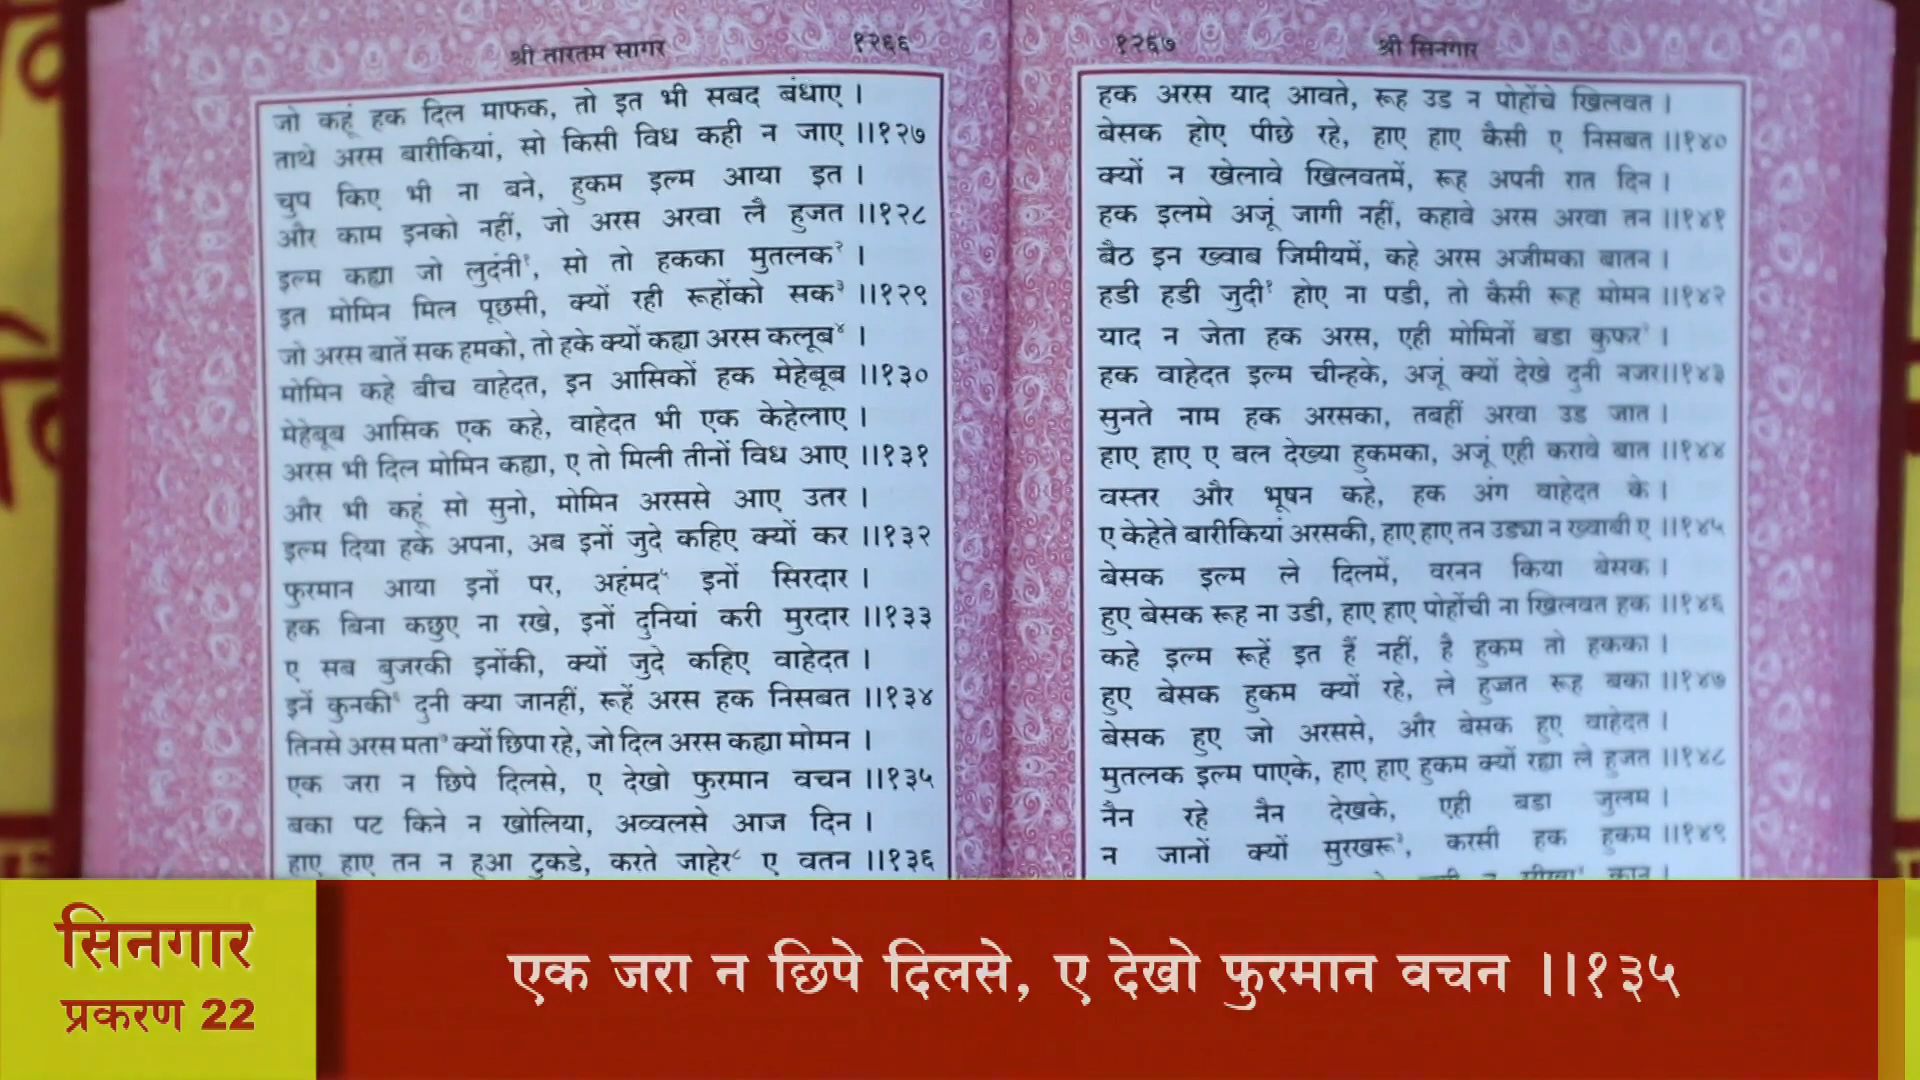 श्री तारतम सागर १२६६
जो कहूं हक दिल माफक, तो इत भी सबद बंधाए ।
ताथे अरस बारीकियां, सो किसी विध कही न जाए ।।१२७
चुप किए भी ना बने, हुकम इल्म आया इत ।
और काम इनको नहीं, जो अरस अरवा लै हुजत ।।१२८
इल्म कह्या जो लुदंनी१, सो तो हकका मुतलक२ ।
इत मोमिन मिल पूछसी, क्यों रही रूहोंको सक३ ।।१२९
जो अरस बातें सक हमको, तो हके क्यों कह्या अरस कलूब४ ।
मोमिन कहे बीच वाहेदत, इन आसिकों हक मेहेबूब ।।१३०
मेहेबूब आसिक एक कहे, वाहेदत भी एक केहेलाए ।
अरस भी दिल मोमिन कह्या, ए तो मिली तीनों विध आए ।।१३१
और भी कहूं सो सुनो, मोमिन अरससे आए उतर ।
इल्म दिया हके अपना, अब इनों जुदे कहिए क्यों कर ।।१३२
फुरमान आया इनों पर, अहंमद५ इनों सिरदार ।
हक बिना कछुए ना रखे, इनों दुनियां करी मुरदार ।।१३३
ए सब बुजरकी इनोंकी, क्यों जुदे कहिए वाहेदत ।
इनें कुनकी६ दुनी क्या जानहीं, रूहें अरस हक निसबत ।।१३४
तिनसे अरस मता७ क्यों छिपा रहे, जो दिल अरस कह्या मोमन ।
एक जरा न छिपे दिलसे, ए देखो फुरमान वचन ।।१३५
बका पट किने न खोलिया, अव्वलसे आज दिन ।
हाए हाए तन न हुआ टुकडे, करते जाहेर८ ए वतन ।।१३६
१२६७ श्री सिनगार
हक अरस याद आवते, रूह उड न पोहोंचे खिलवत ।
बेसक होए पीछे रहे, हाए हाए कैसी ए निसबत ।।१४०
क्यों न खेलावे खिलवतमें, रूह अपनी रात दिन ।
हक इलमे अजूं जागी नहीं, कहावे अरस अरवा तन ।।१४१
बैठ इन ख्वाब जिमीयमें, कहे अरस अजीमका बातन ।
हडी हडी जुदी१ होए ना पडी, तो कैसी रूह मोमन ।।१४२
याद न जेता हक अरस, एही मोमिनों बडा कुफर२ ।
हक वाहेदत इल्म चीन्हके, अजूं क्यों देखे दुनी नजर।।१४३
सुनते नाम हक अरसका, तबहीं अरवा उड जात ।
हाए हाए ए बल देख्या हुकमका, अजूं एही करावे बात ।।१४४
वस्तर और भूषन कहे, हक अंग वाहेदत के ।
ए केहेते बारीकियां अरसकी, हाए हाए तन उड्या न ख्वाबी ए ।।१४५
बेसक इल्म ले दिलमें, वरनन किया बेसक ।
हुए बेसक रूह ना उडी, हाए हाए पोहोंची ना खिलवत हक ।।१४६
कहे इल्म रूहें इत हैं नहीं, है हुकम तो हकका ।
हुए बेसक हुकम क्यों रहे, ले हुज्जत रूह बका ।।१४७
बेसक हुए जो अरससे, और बेसक हुए वाहेदत ।
मुतलक इल्म पाएके, हाए हाए हुकम क्यों रह्या ले हुजत ।।१४८
नैन रहे नैन देखके, एही बडा जुलम ।
न जानों क्यों सुरखरू३, करसी हक हुकम ।।१४९
सिनगार
प्रकरण 22
एक जरा न छिपे दिलसे, ए देखो फुरमान वचन ।।१३५